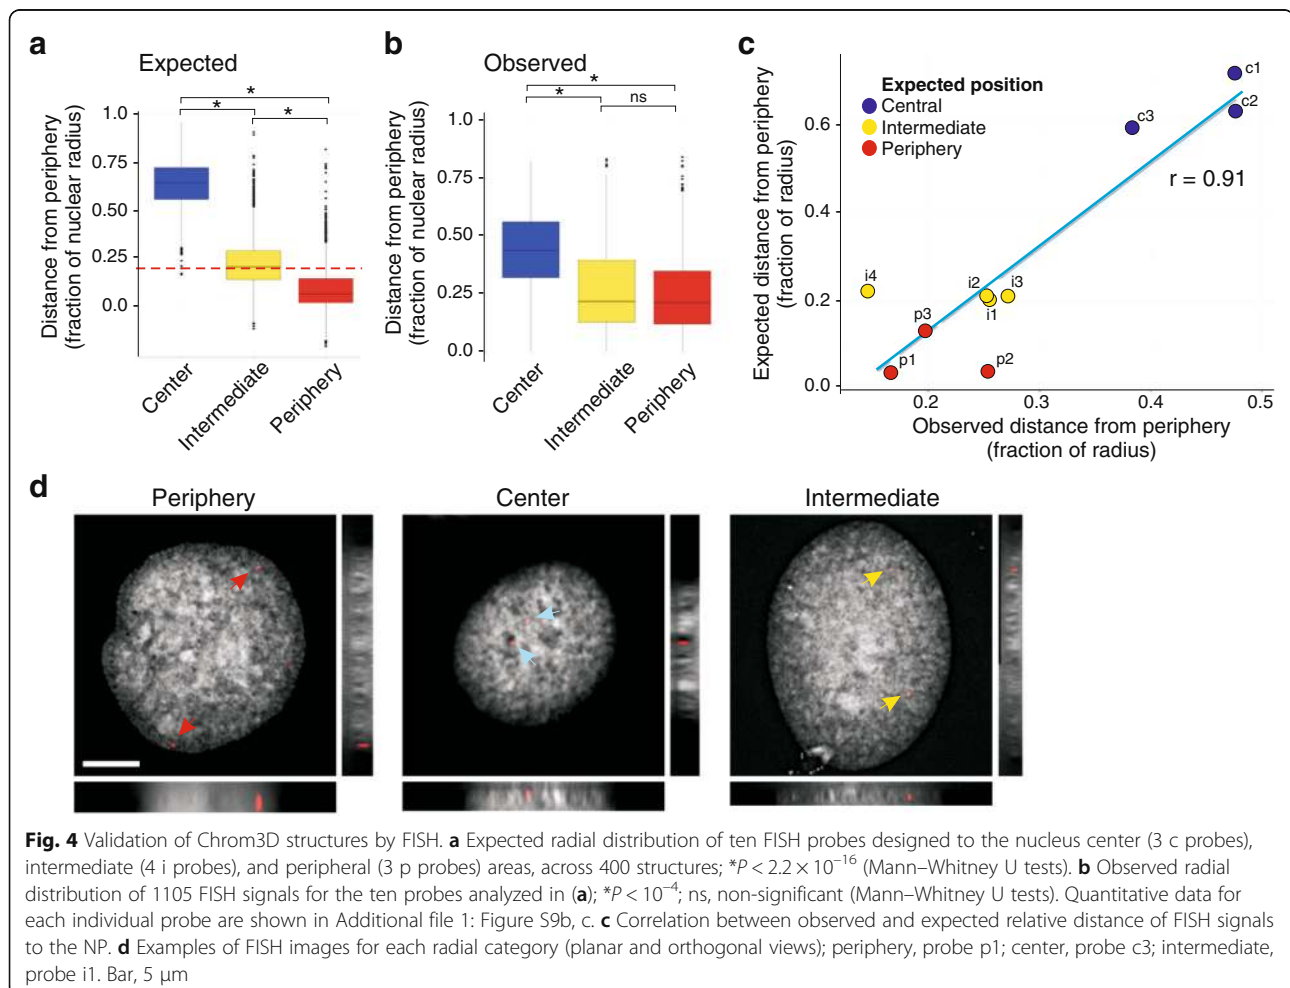 a
Expected
*
*
*
Distance from periphery
(fraction of nuclear radius)
1.0
0.75
0.50
0.25
0.0
Center
Intermediate
Periphery
b
Observed
*
*
ns
Distance from periphery
(fraction of nuclear radius)
1.0
0.75
0.50
0.25
0.0
Center
Intermediate
Periphery
c
Expected distance from periphery
(fraction of radius)
0.6
0.4
0.2
0.0
Expected position
Central
Intermediate
Periphery
c1
c2
c3
r = 0.91
i4
i2
i3
i1
p3
p1
p2
0.2
0.3
0.4
0.5
Observed distance from periphery
(fraction of radius)
d
Periphery
Center
Intermediate
Fig. 4 Validation of Chrom3D structures by FISH. a Expected radial distribution of ten FISH probes designed to the nucleus center (3 c probes),
intermediate (4 i probes), and peripheral (3 p probes) areas, across 400 structures; *P < 2.2 × 10⁻¹⁶ (Mann–Whitney U tests). b Observed radial
distribution of 1105 FISH signals for the ten probes analyzed in (a); *P < 10⁻⁴; ns, non-significant (Mann–Whitney U tests). Quantitative data for
each individual probe are shown in Additional file 1: Figure S9b, c. c Correlation between observed and expected relative distance of FISH signals
to the NP. d Examples of FISH images for each radial category (planar and orthogonal views); periphery, probe p1; center, probe c3; intermediate,
probe i1. Bar, 5 μm